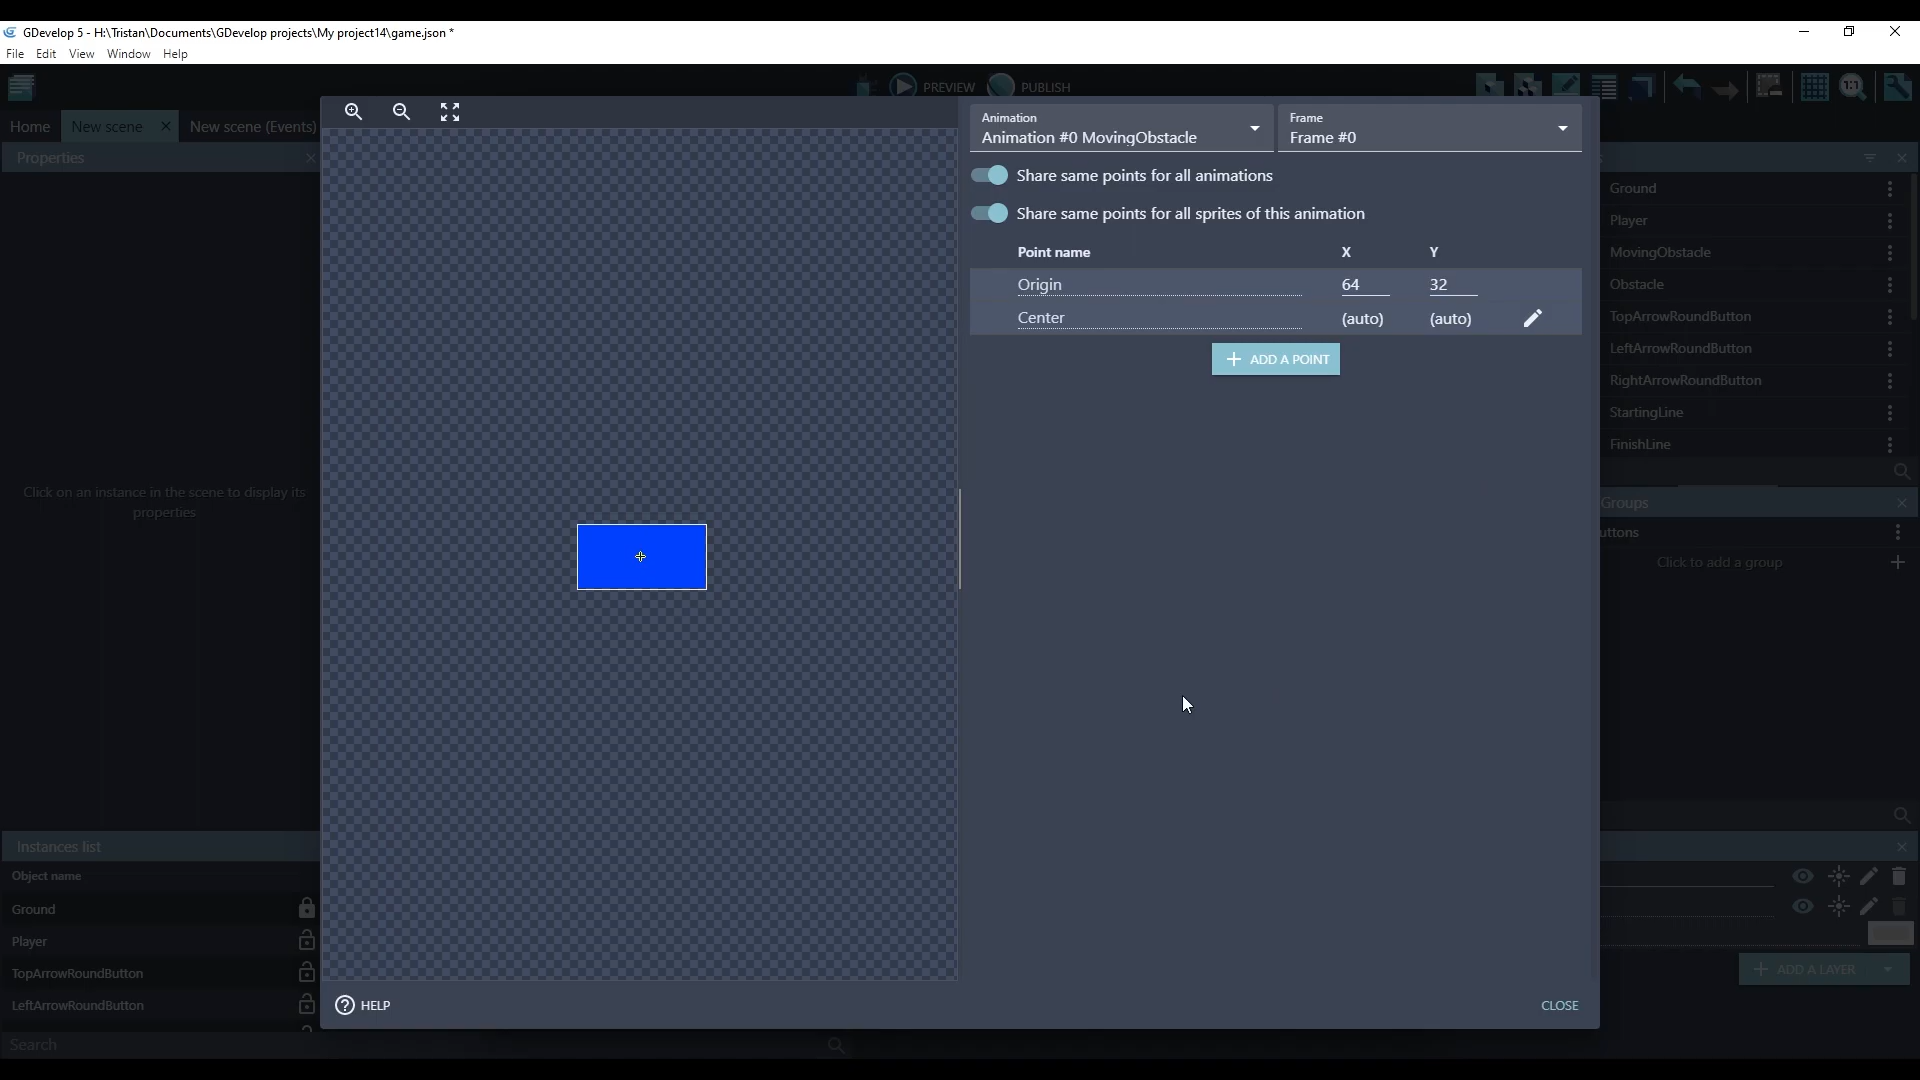 GDevelop 5 - H:\Tristan\Documents\GDevelop projects\My project14\game.json *
File Edit View Window Help
PREVIEW PUBLISH
1:1
Home New scene New scene (Events)
Properties
Click on an instance in the scene to display its
properties
Instances list
Object name
Ground
Player
TopArrowRoundButton
LeftArrowRoundButton
Search
Animation
Animation #0 MovingObstacle
Frame
Frame #0
Share same points for all animations
Share same points for all sprites of this animation
Point name X Y
Origin 64 32
Center (auto) (auto)
+ ADD A POINT
? HELP
CLOSE
s
Ground
Player
MovingObstacle
Obstacle
TopArrowRoundButton
LeftArrowRoundButton
RightArrowRoundButton
StartingLine
FinishLine
Groups
uttons
Click to add a group
+ ADD A LAYER